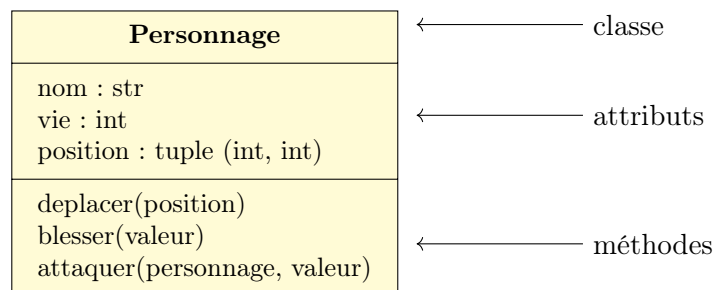 Personnage
classe
nom : str
vie : int
attributs
position : tuple (int, int)
deplacer(position)
blesser(valeur)
méthodes
attaquer(personnage, valeur)